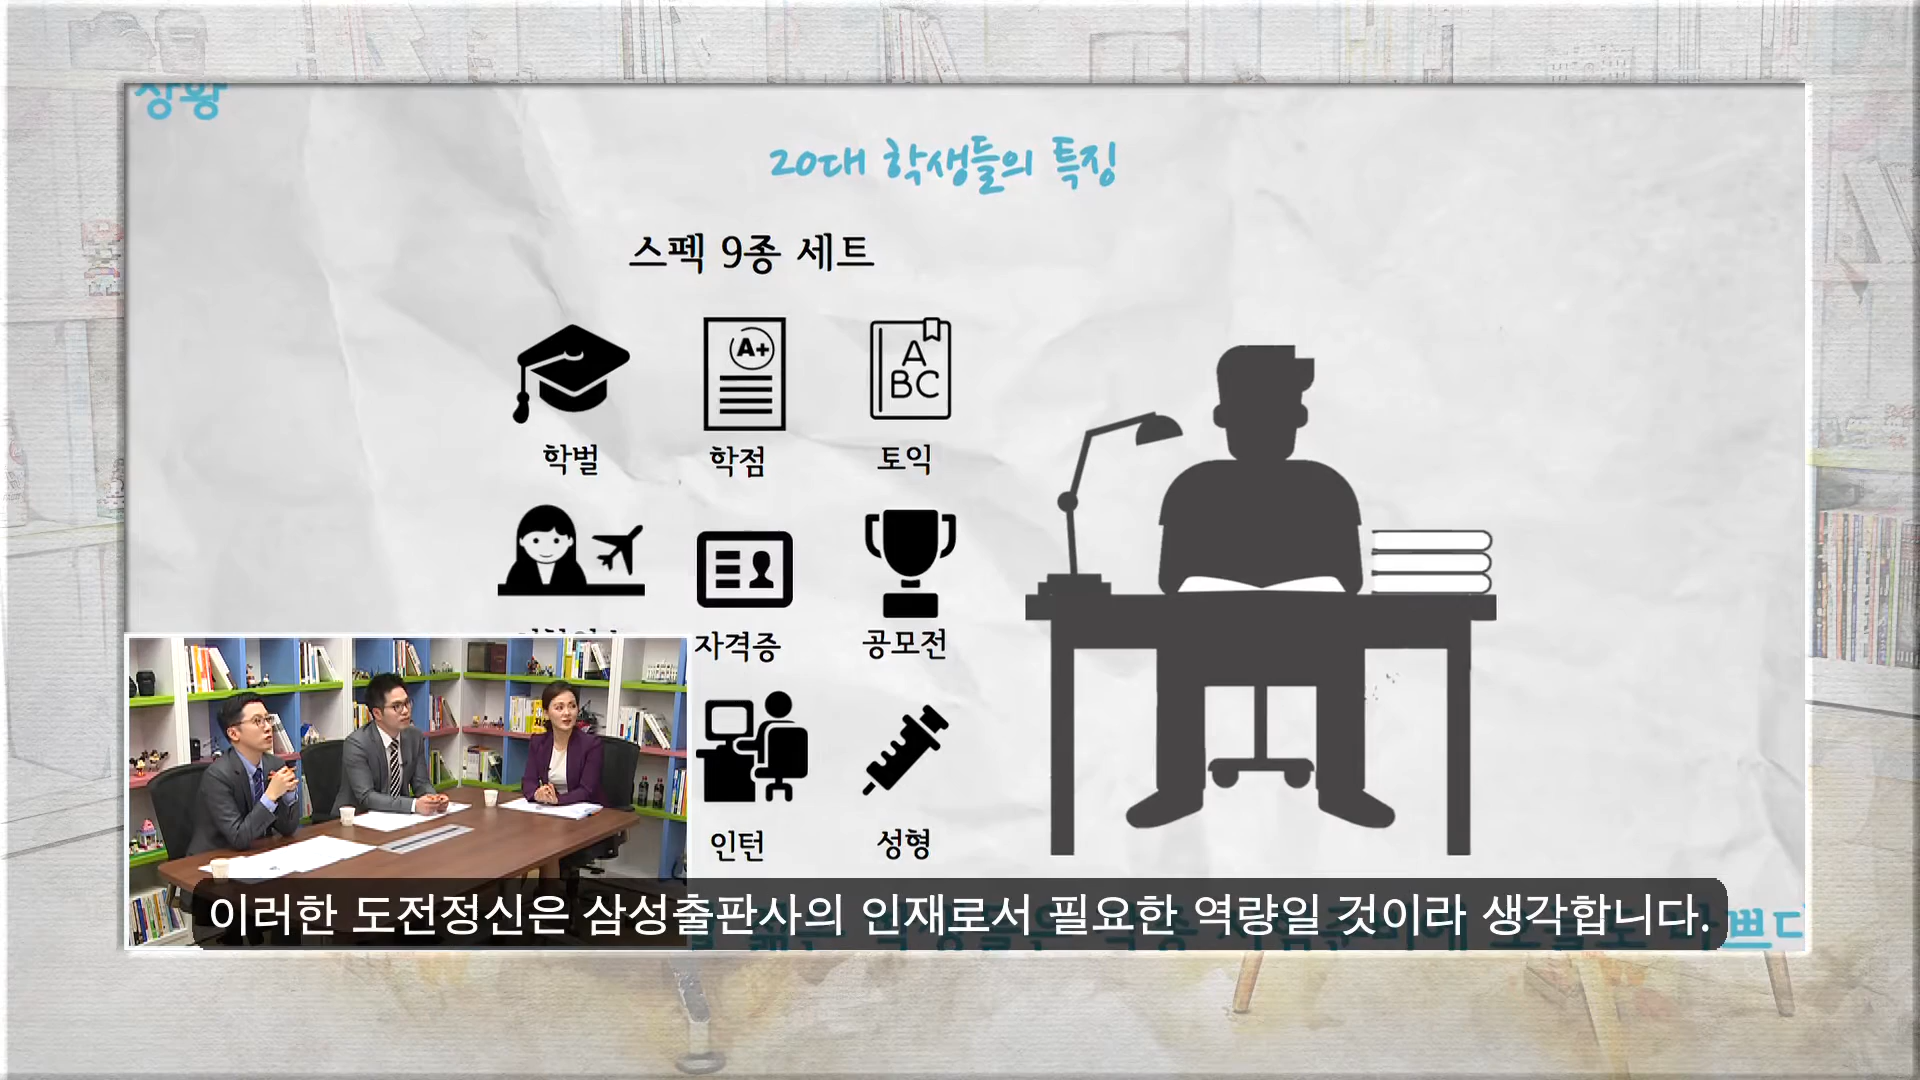 상황
20대 학생들의 특징
스펙 9종 세트
A+
A
BC
학벌
학점
토익
자격증
공모전
인턴
성형
이러한 도전정신은 삼성출판사의 인재로서 필요한 역량일 것이라 생각합니다.